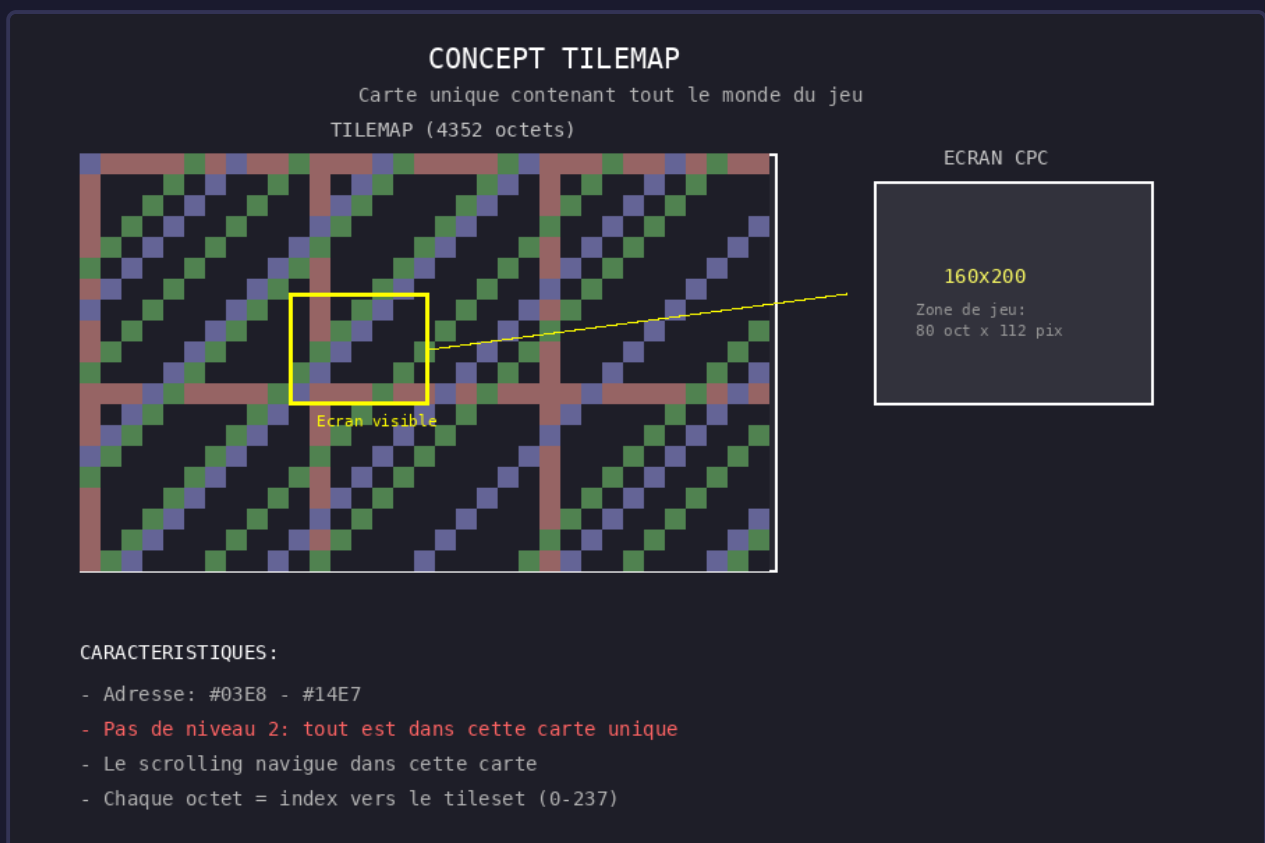 CONCEPT TILEMAP
Carte unique contenant tout le monde du jeu
TILEMAP (4352 octets)
ECRAN CPC
160x200
Zone de jeu:
80 oct x 112 pix
Ecran visible
CARACTERISTIQUES:
- Adresse: #03E8 - #14E7
- Pas de niveau 2: tout est dans cette carte unique
- Le scrolling navigue dans cette carte
- Chaque octet = index vers le tileset (0-237)